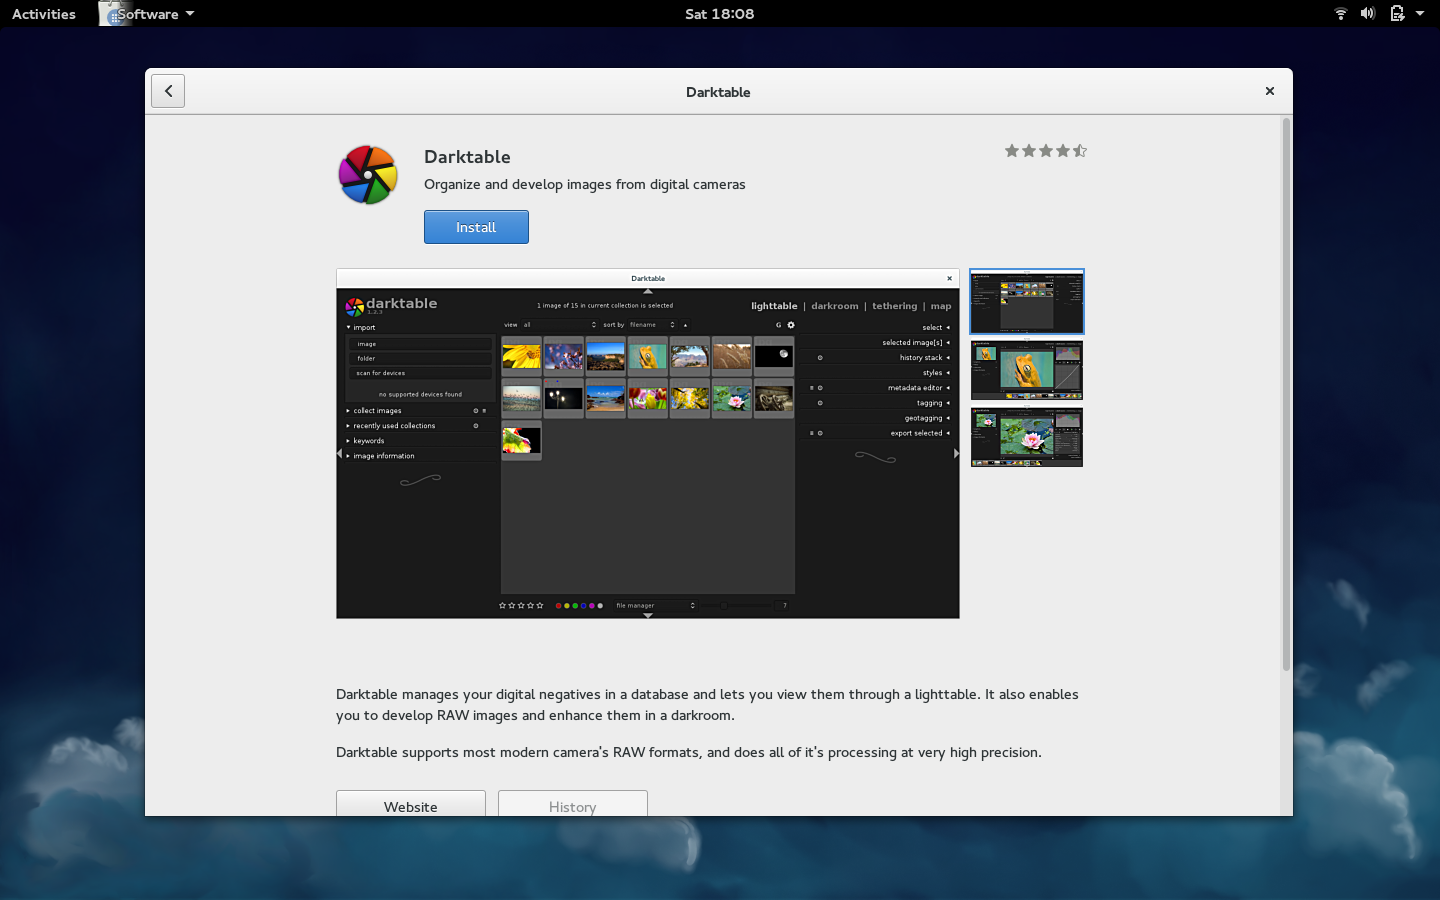 Activities
Software
Sat 18:08
Darktable
Darktable
Organize and develop images from digital cameras
Install
Darktable
darktable
1.2.3
1 image of 15 in current collection is selected
lighttable | darkroom | tethering | map
import
view all
sort by filename
G
select
image
selected image[s]
folder
history stack
scan for devices
styles
no supported devices found
metadata editor
collect images
tagging
recently used collections
geotagging
keywords
export selected
image information
file manager
7
Darktable manages your digital negatives in a database and lets you view them through a lighttable. It also enables
you to develop RAW images and enhance them in a darkroom.
Darktable supports most modern camera's RAW formats, and does all of it's processing at very high precision.
Website
History